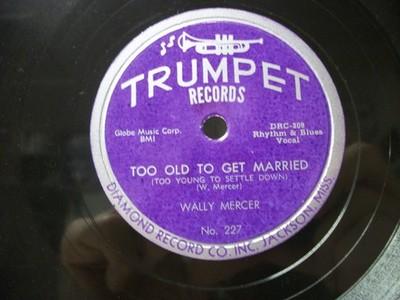 TRUMPET
RECORDS
Globe Music Corp.
BMI
DRC-209
Rhythm & Blues
Vocal
TOO OLD TO GET MARRIED
(TOO YOUNG TO SETTLE DOWN)
(W. Mercer)
WALLY MERCER
No. 227
DIAMOND RECORD CO. INC. JACKSON, MISS.